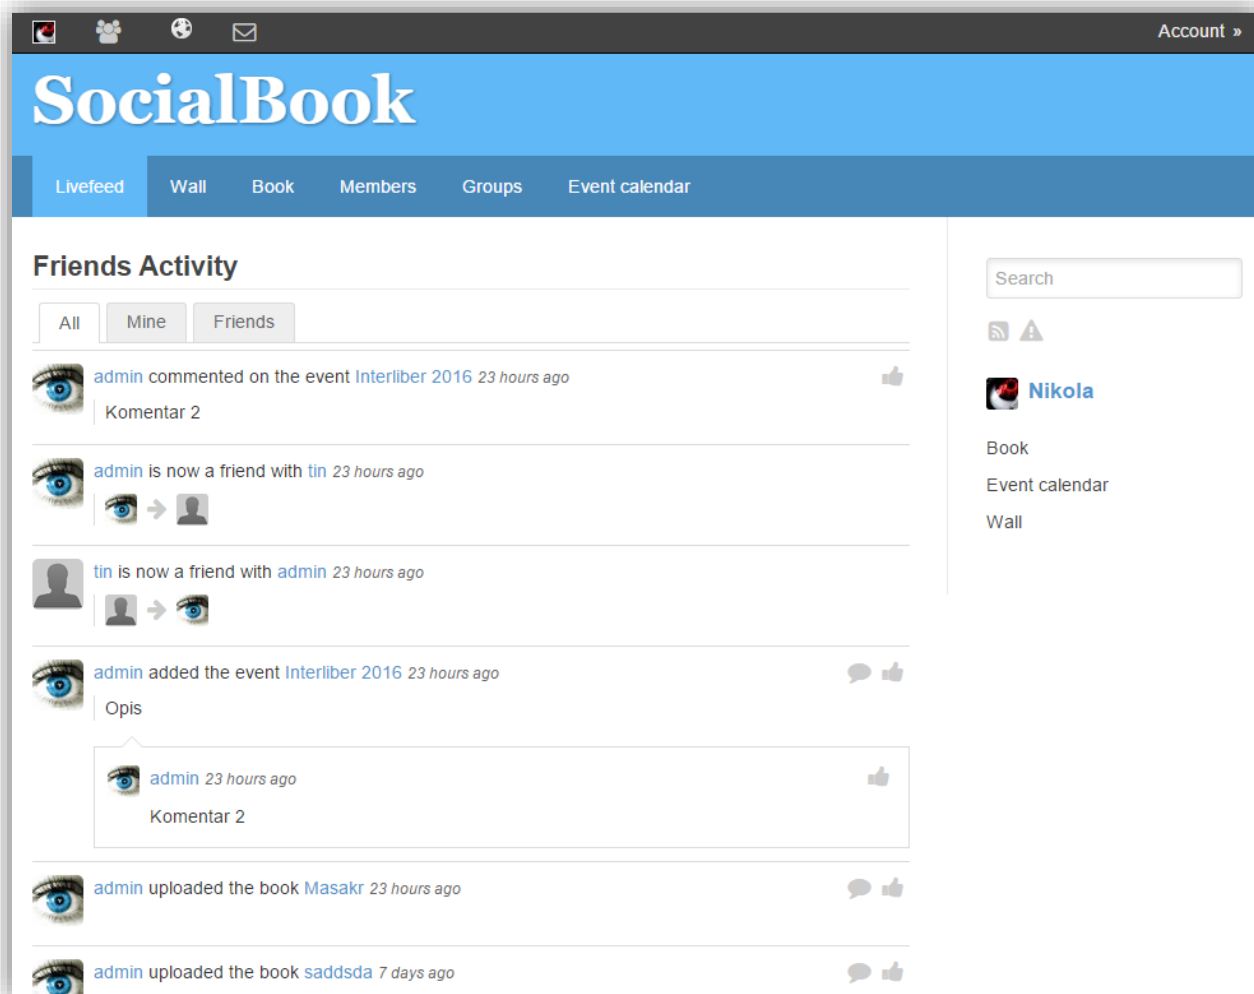 Account »
SocialBook
Livefeed Wall Book Members Groups Event calendar
Friends Activity
All Mine Friends
admin commented on the event Interliber 2016 23 hours ago
Komentar 2
admin is now a friend with tin 23 hours ago
tin is now a friend with admin 23 hours ago
admin added the event Interliber 2016 23 hours ago
Opis
admin 23 hours ago
Komentar 2
admin uploaded the book Masakr 23 hours ago
admin uploaded the book saddsda 7 days ago
Search
Nikola
Book
Event calendar
Wall